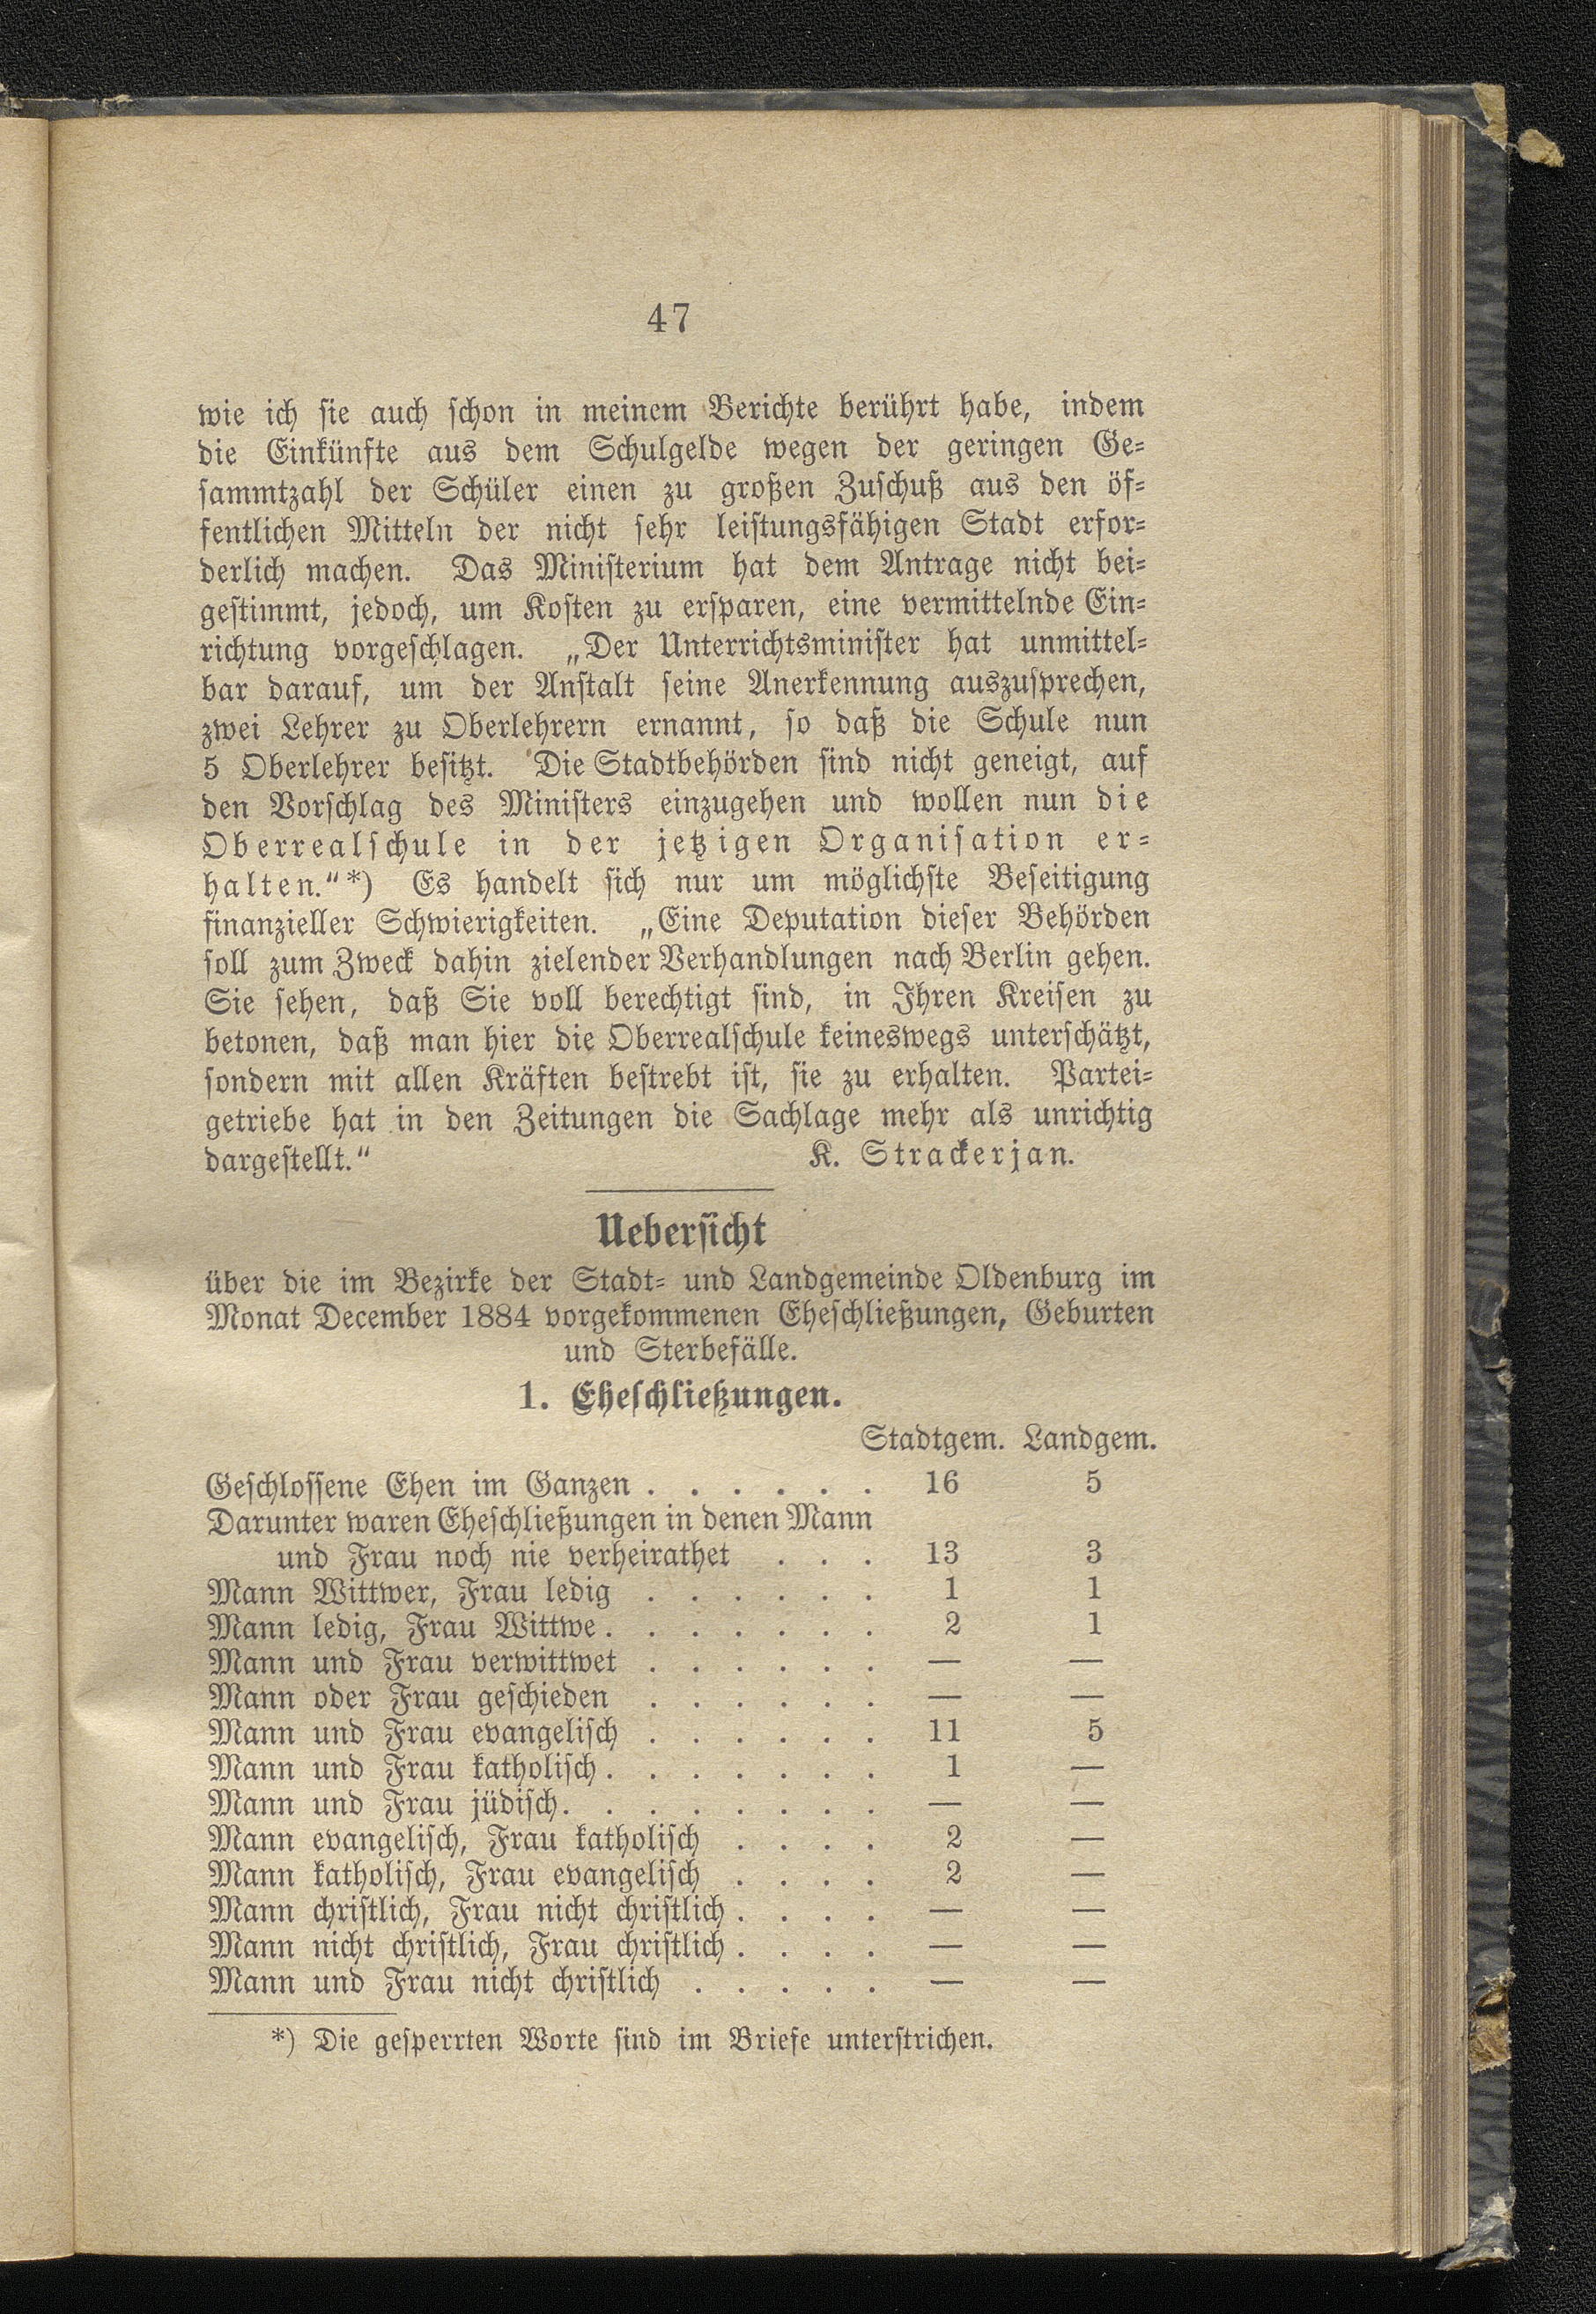 47
wie ich sie auch schon in meinem Berichte berührt habe, indem
die Einkünfte aus dem Schulgelde wegen der geringen Ge-
sammtzahl der Schüler einen zu großen Zuschuß aus den öf-
fentlichen Mitteln der nicht sehr leistungsfähigen Stadt erfor-
derlich machen. Das Ministerium hat dem Antrage nicht bei-
gestimmt, jedoch, um Kosten zu ersparen, eine vermittelnde Ein-
richtung vorgeschlagen. „Der Unterrichtsminister hat unmittel-
bar darauf, um der Anstalt seine Anerkennung auszusprechen,
zwei Lehrer zu Oberlehrern ernannt, so daß die Schule nun
5 Oberlehrer besitzt. Die Stadtbehörden sind nicht geneigt, auf
den Vorschlag des Ministers einzugehen und wollen nun die
Oberrealschule in der jetzigen Organisation er-
halten.“*) Es handelt sich nur um möglichste Beseitigung
finanzieller Schwierigkeiten. „Eine Deputation dieser Behörden
soll zum Zweck dahin zielender Verhandlungen nach Berlin gehen.
Sie sehen, daß Sie voll berechtigt sind, in Ihren Kreisen zu
betonen, daß man hier die Oberrealschule keineswegs unterschätzt,
sondern mit allen Kräften bestrebt ist, sie zu erhalten. Partei-
getriebe hat in den Zeitungen die Sachlage mehr als unrichtig
dargestellt.“ K. Strackerjan.
Uebersicht
über die im Bezirke der Stadt- und Landgemeinde Oldenburg im
Monat December 1884 vorgekommenen Eheschließungen, Geburten
und Sterbefälle.
1. Eheschließungen.
Stadtgem. Landgem.
Geschlossene Ehen im Ganzen . . . . . . 16 5
Darunter waren Eheschließungen in denen Mann
und Frau noch nie verheirathet . . . 13 3
Mann Wittwer, Frau ledig . . . . . . 1 1
Mann ledig, Frau Wittwe . . . . . . . 2 1
Mann und Frau verwittwet . . . . . . — —
Mann oder Frau geschieden . . . . . . — —
Mann und Frau evangelisch . . . . . . 11 5
Mann und Frau katholisch . . . . . . . 1 —
Mann und Frau jüdisch . . . . . . . . — —
Mann evangelisch, Frau katholisch . . . . 2 —
Mann katholisch, Frau evangelisch . . . . 2 —
Mann christlich, Frau nicht christlich . . . . — —
Mann nicht christlich, Frau christlich . . . . — —
Mann und Frau nicht christlich . . . . . — —
*) Die gesperrten Worte sind im Briefe unterstrichen.